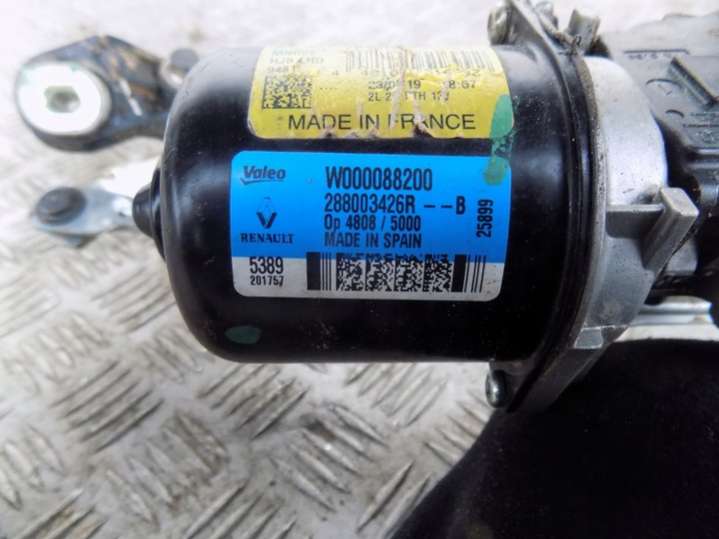 MADE IN FRANCE
Valeo W000088200
288003426R -- B
RENAULT Op 4808 / 5000
MADE IN SPAIN
25899
5389
201757